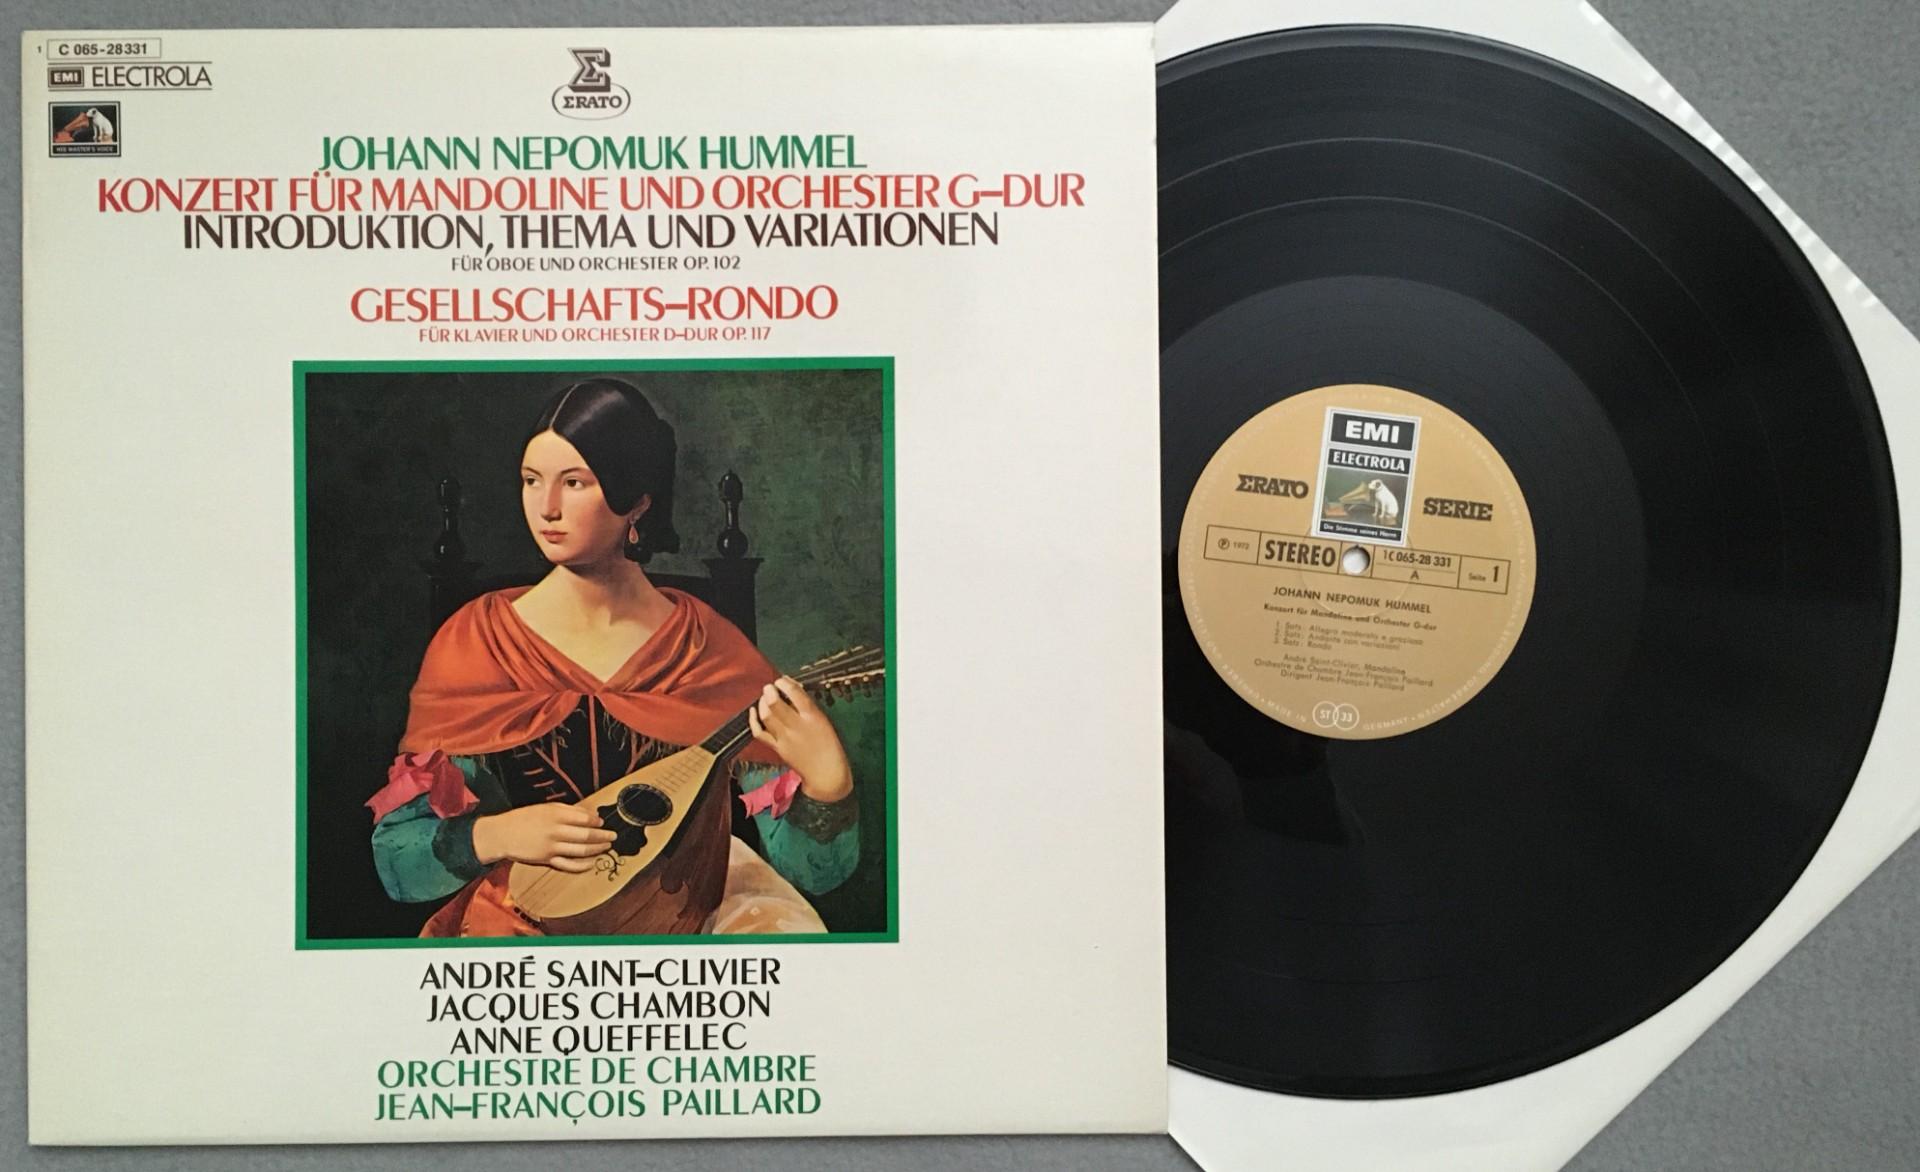 1 C 065-28331
EMI ELECTROLA
HIS MASTER'S VOICE
ΣRATO
JOHANN NEPOMUK HUMMEL
KONZERT FÜR MANDOLINE UND ORCHESTER G-DUR
INTRODUKTION, THEMA UND VARIATIONEN
FÜR OBOE UND ORCHESTER OP. 102
GESELLSCHAFTS-RONDO
FÜR KLAVIER UND ORCHESTER D-DUR OP. 117
ANDRÉ SAINT-CLIVIER
JACQUES CHAMBON
ANNE QUEFFELEC
ORCHESTRE DE CHAMBRE
JEAN-FRANÇOIS PAILLARD
EMI
ELECTROLA
ΣRATO SERIE
Die Stimme seines Herrn
℗ 1972 STEREO 1C 065-28 331 A Seite 1
JOHANN NEPOMUK HUMMEL
Konzert für Mandoline und Orchester G-dur
1. Satz: Allegro moderato e grazioso
2. Satz: Andante con variazioni
3. Satz: Rondo
André Saint-Clivier, Mandoline
Orchestre de Chambre Jean-François Paillard
Dirigent Jean-François Paillard
MADE IN ST 33 GERMANY